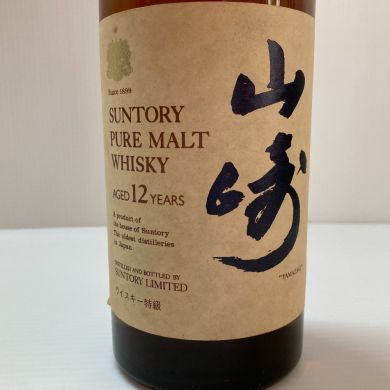 Since 1899
SUNTORY
PURE MALT
WHISKY
AGED 12 YEARS
A product of
the house of Suntory
The oldest distilleries
in Japan
DISTILLED AND BOTTLED BY
SUNTORY LIMITED
ウイスキー特級
山崎
"YAMAZAKI"